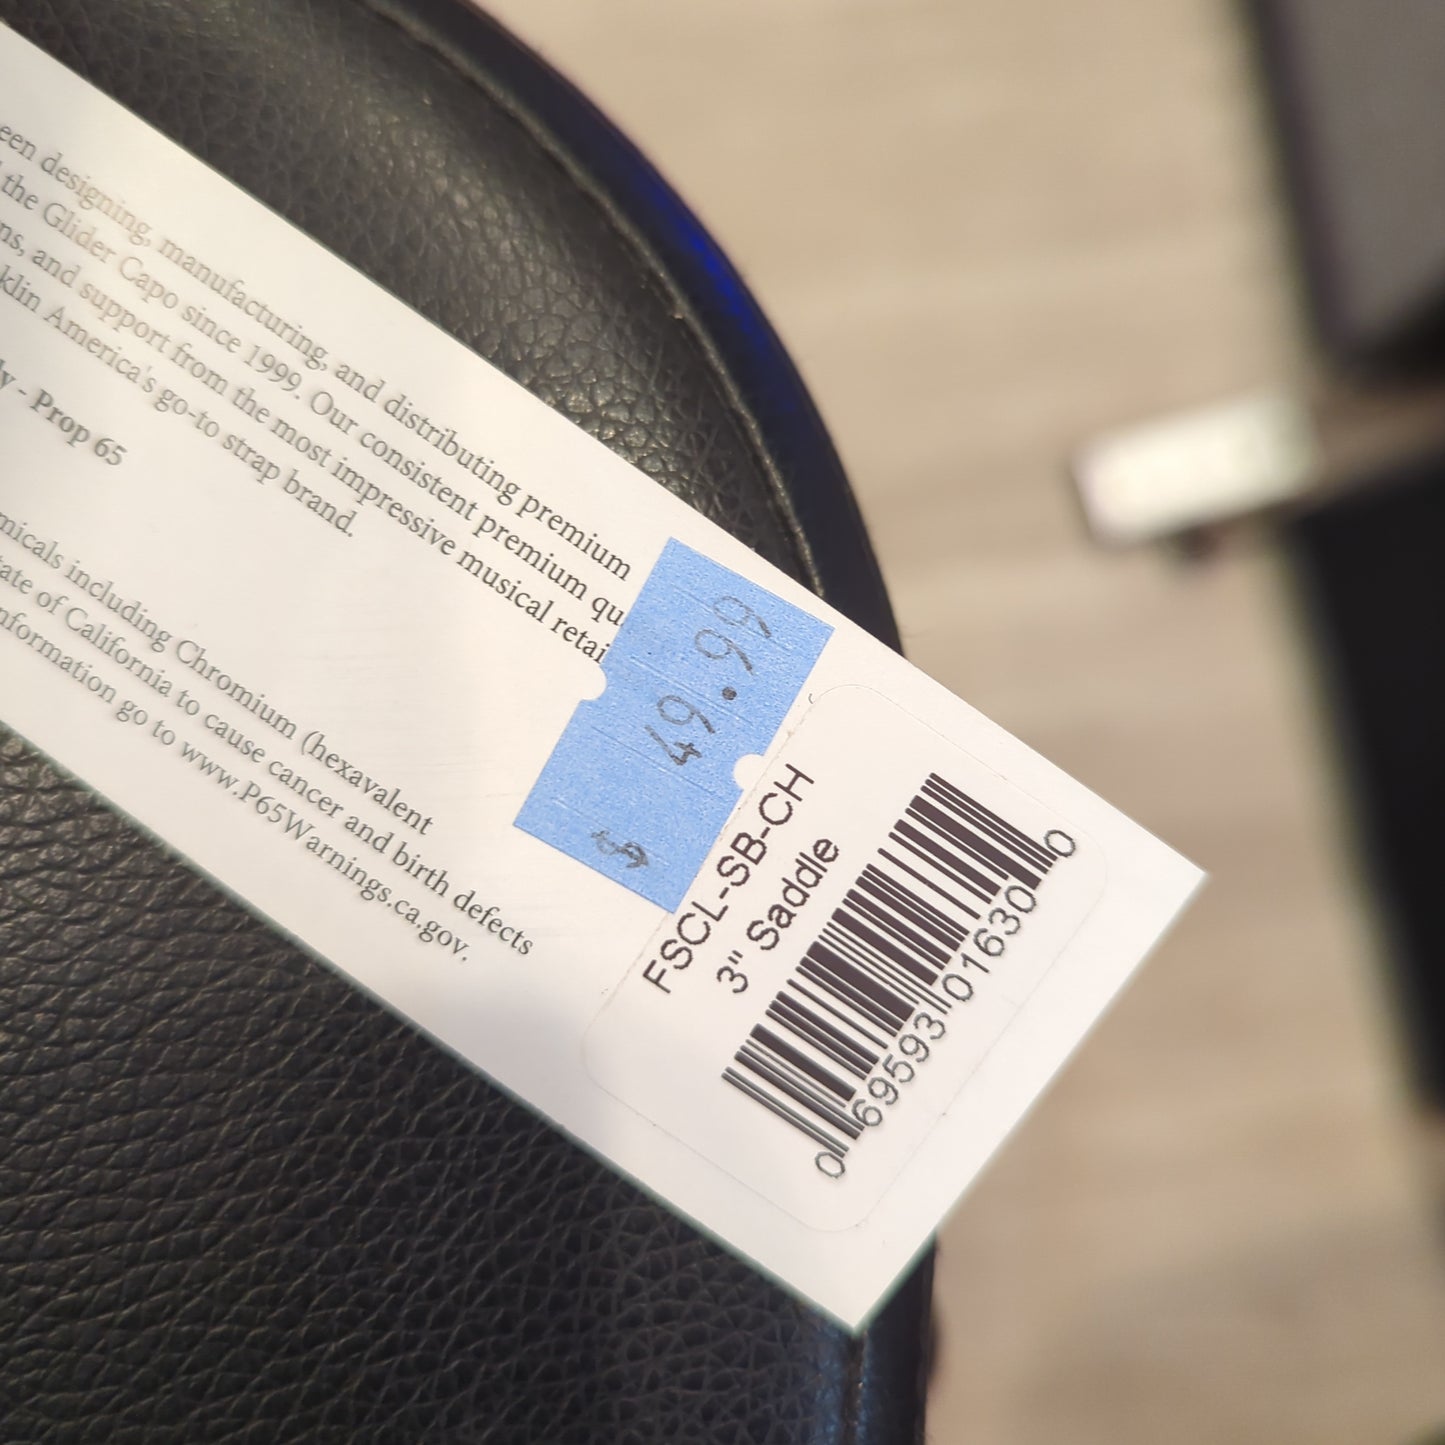 een designing, manufacturing, and distributing premium
the Glider Capo since 1999. Our consistent premium qu
ns, and support from the most impressive musical retai
klin America's go-to strap brand.
ly - Prop 65
micals including Chromium (hexavalent
tate of California to cause cancer and birth defects
nformation go to www.P65Warnings.ca.gov.
$ 49.99
FSCL-SB-CH
3" Saddle
0 69593 01630 0